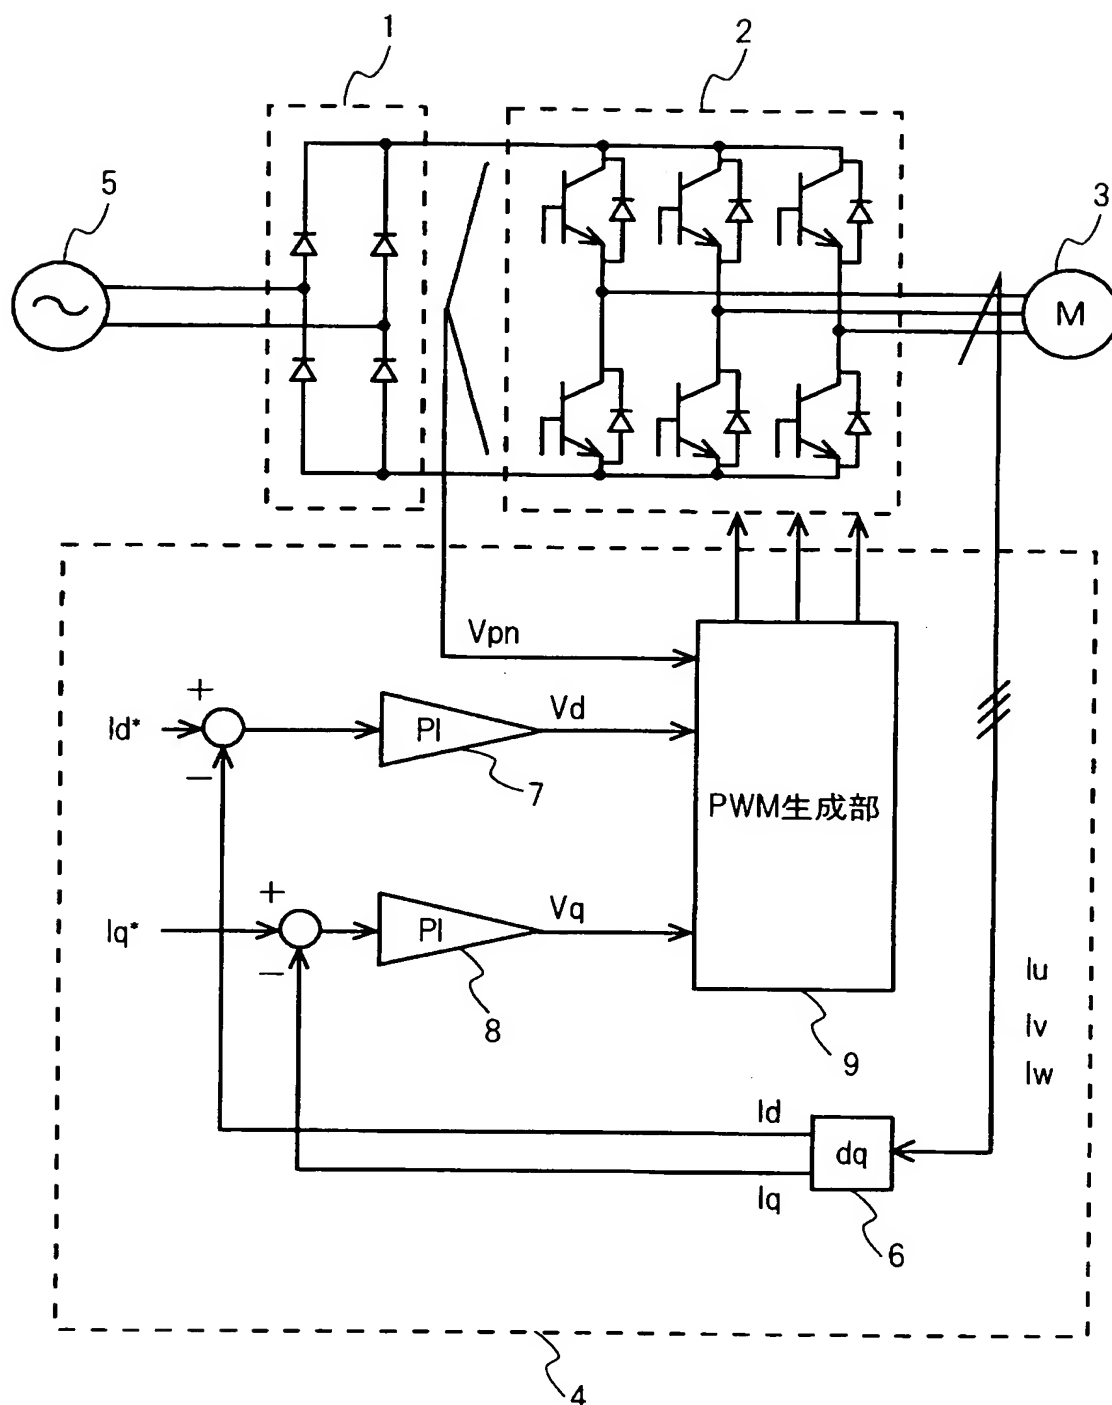 1
2
5
3
M
Vpn
+
Id*
−
PI
Vd
7
PWM生成部
+
Iq*
−
PI
Vq
8
9
Iu
Iv
Iw
Id
dq
Iq
6
4